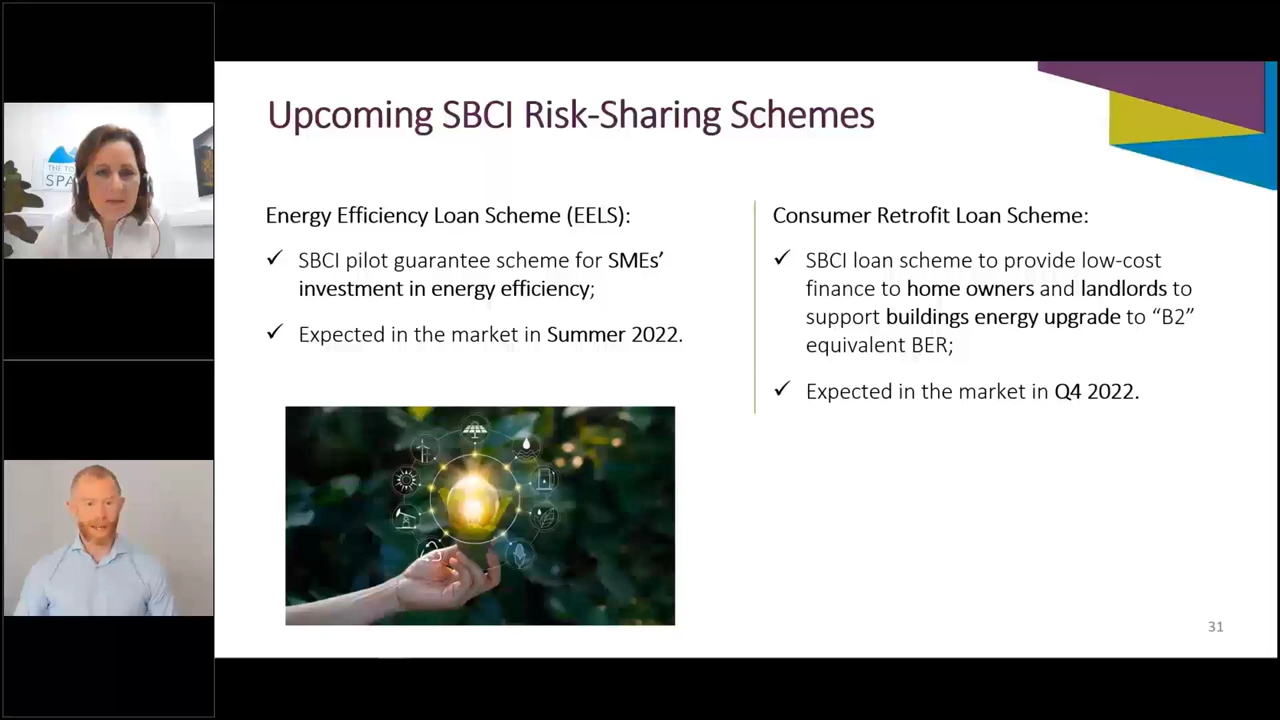 Upcoming SBCI Risk-Sharing Schemes
Energy Efficiency Loan Scheme (EELS):
✓ SBCI pilot guarantee scheme for SMEs’
investment in energy efficiency;
✓ Expected in the market in Summer 2022.
Consumer Retrofit Loan Scheme:
✓ SBCI loan scheme to provide low-cost
finance to home owners and landlords to
support buildings energy upgrade to “B2”
equivalent BER;
✓ Expected in the market in Q4 2022.
31